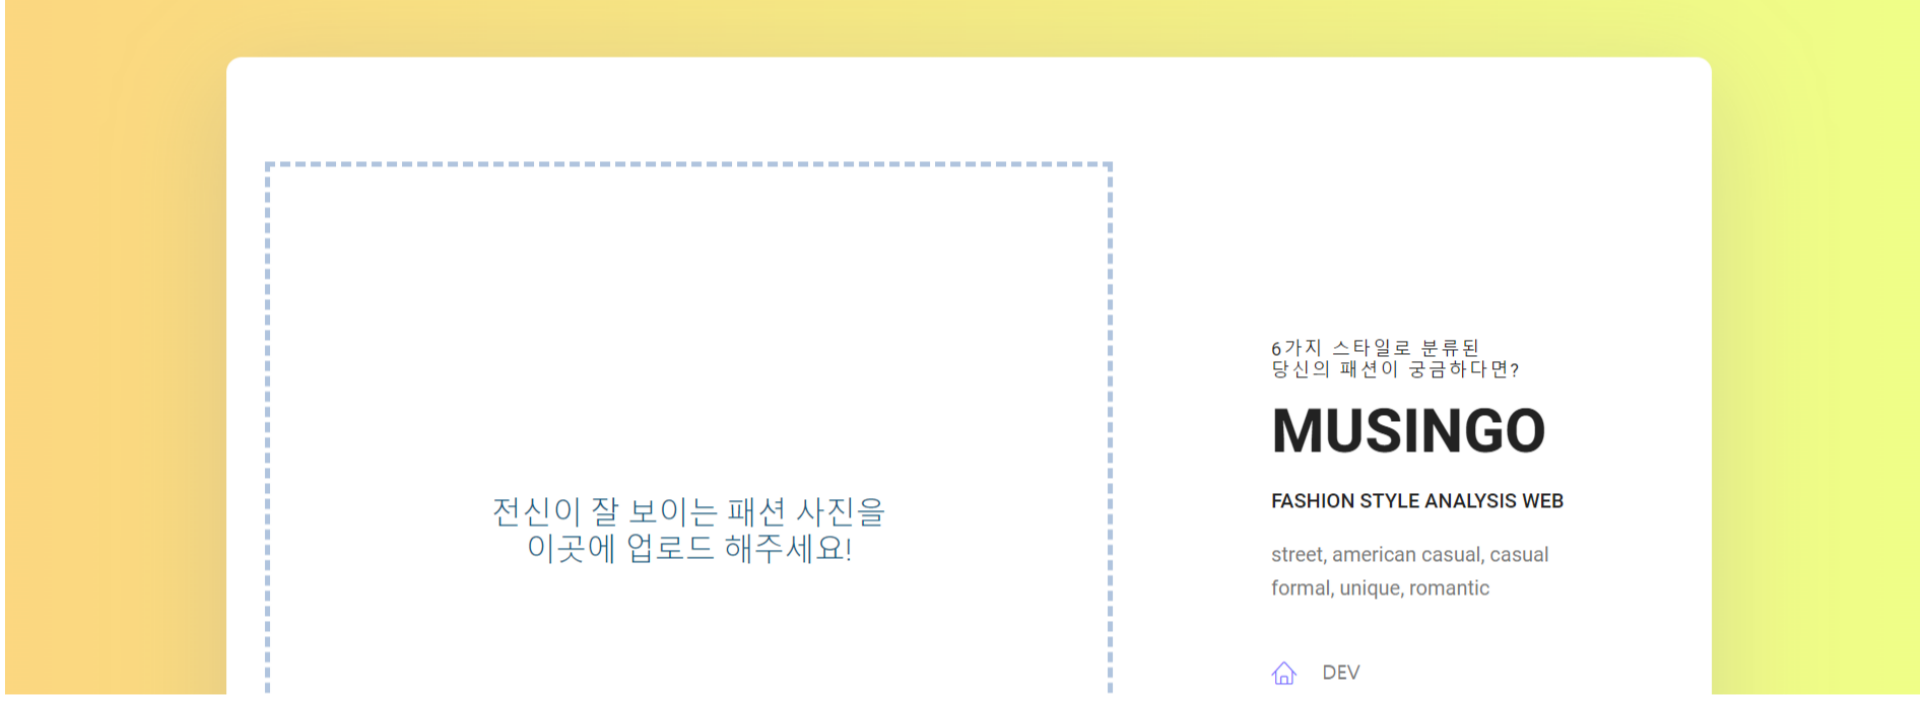 전신이 잘 보이는 패션 사진을
이곳에 업로드 해주세요!
6가지 스타일로 분류된
당신의 패션이 궁금하다면?
MUSINGO
FASHION STYLE ANALYSIS WEB
street, american casual, casual
formal, unique, romantic
DEV